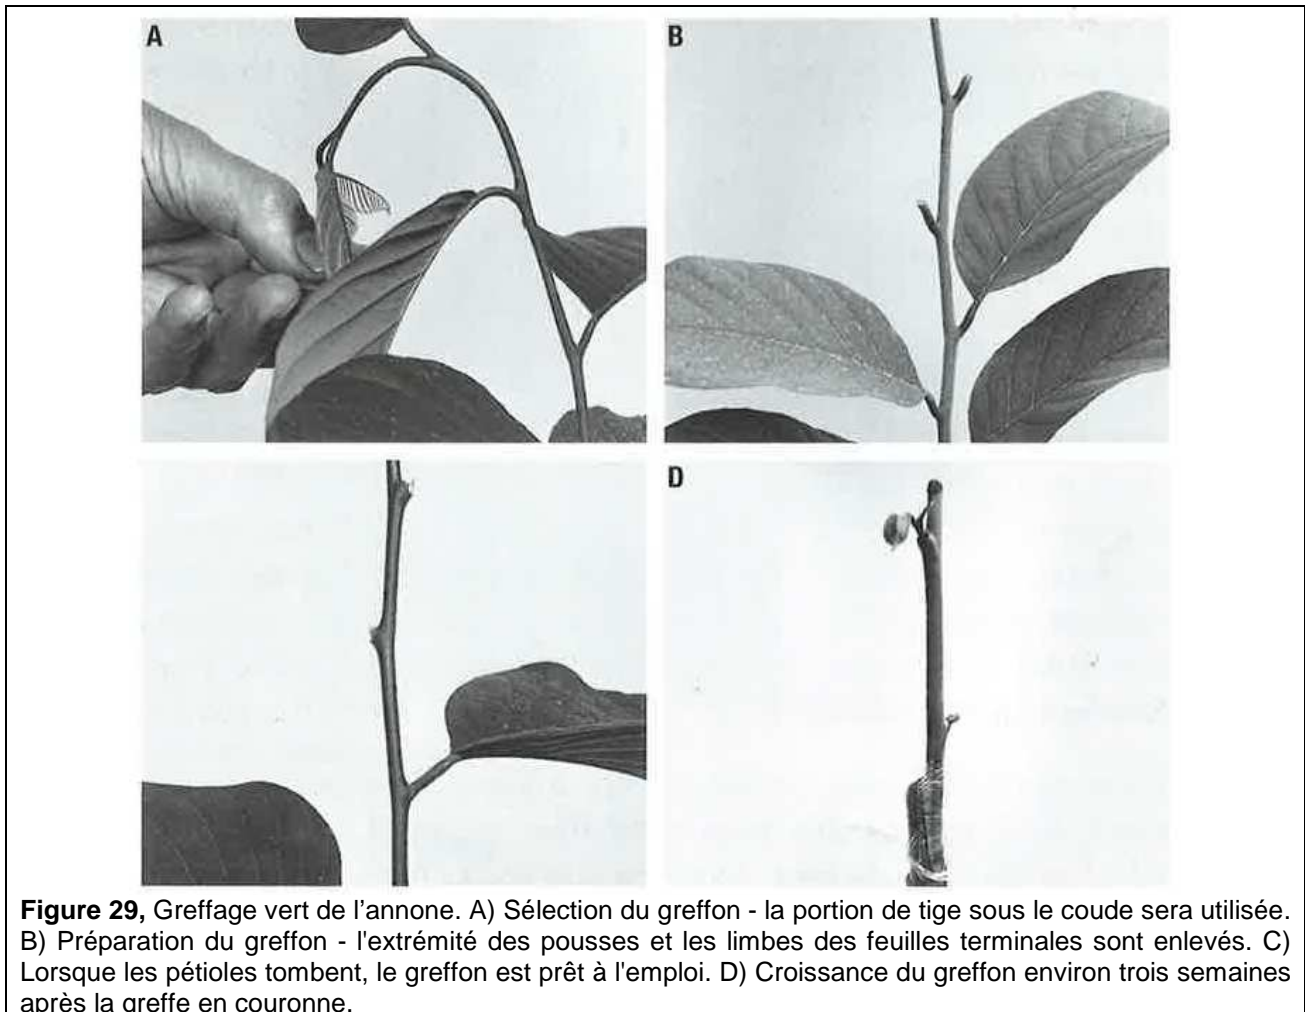 A
B
D
Figure 29, Greffage vert de l’annone. A) Sélection du greffon - la portion de tige sous le coude sera utilisée.
B) Préparation du greffon - l'extrémité des pousses et les limbes des feuilles terminales sont enlevés. C)
Lorsque les pétioles tombent, le greffon est prêt à l'emploi. D) Croissance du greffon environ trois semaines
après la greffe en couronne.